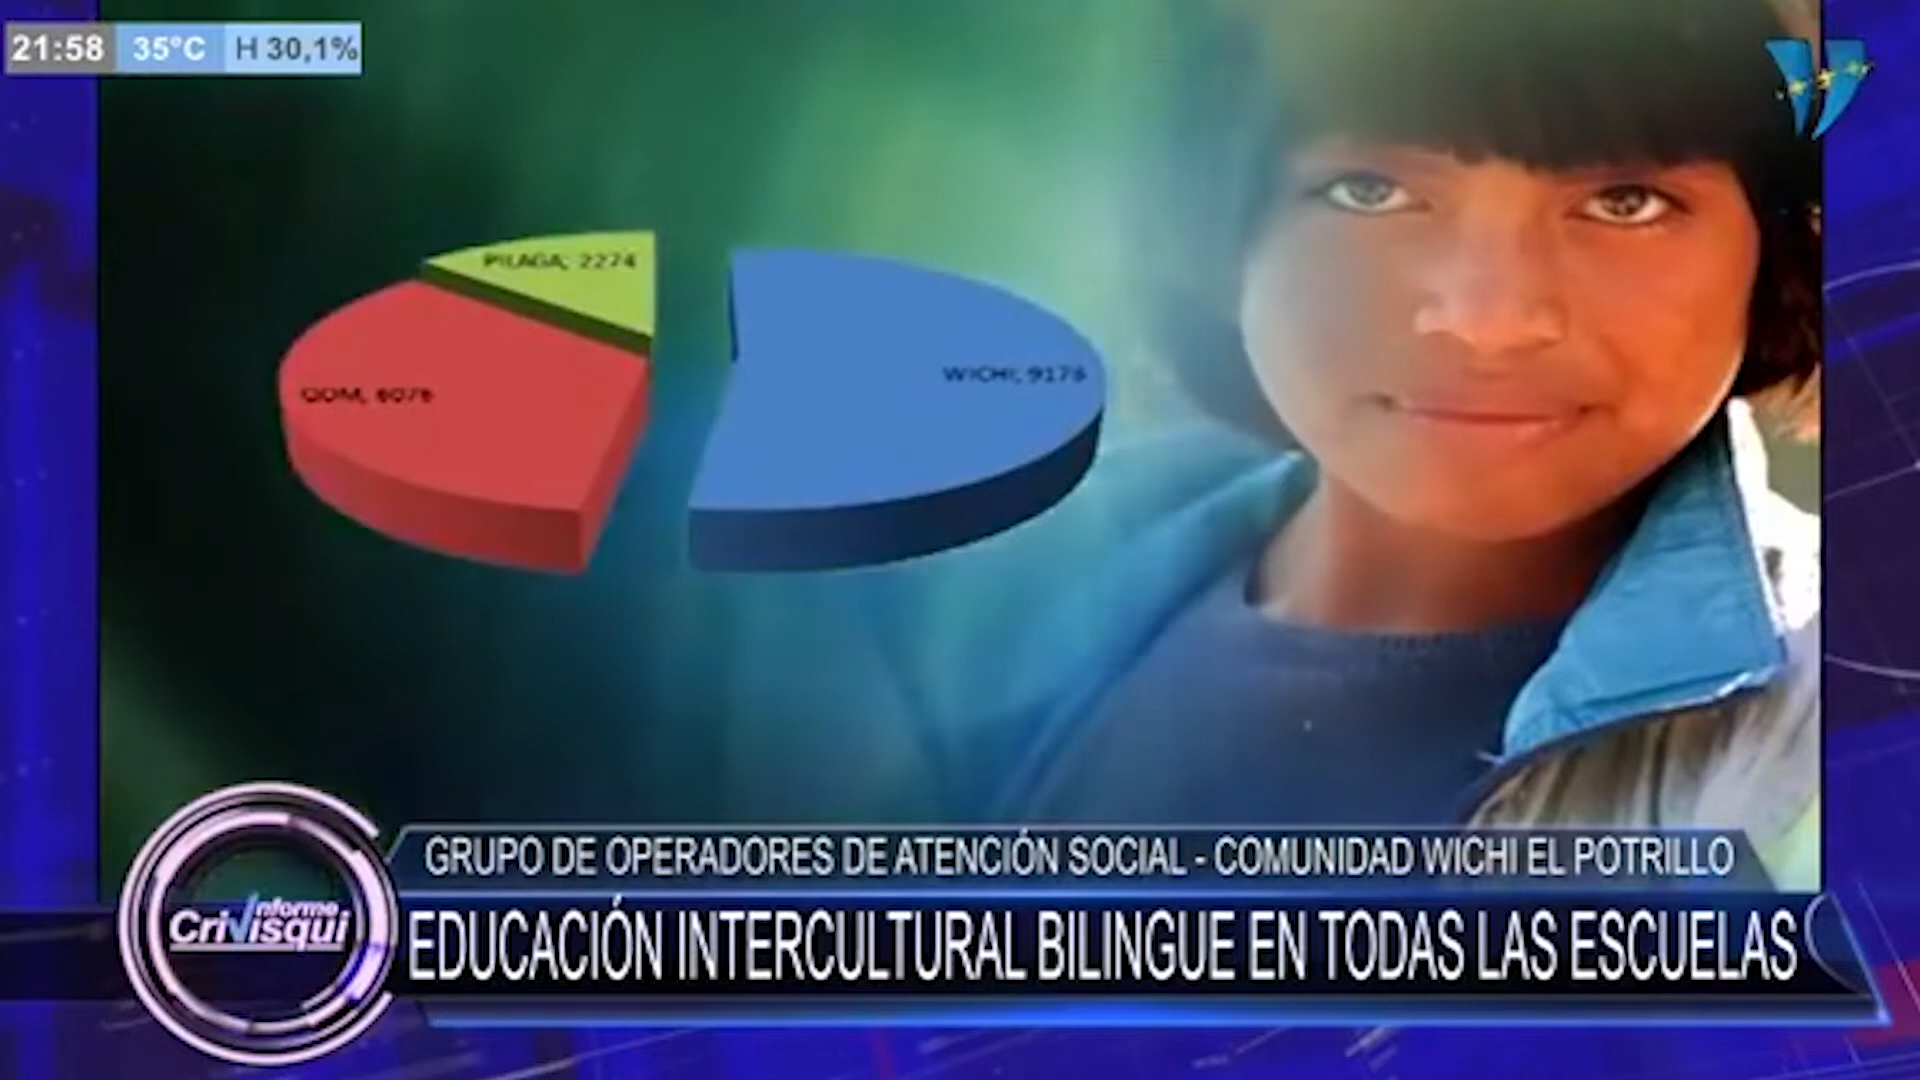 21:58 35°C H 30,1%
PILAGA; 2274
WICHI; 9178
QOM; 6076
GRUPO DE OPERADORES DE ATENCIÓN SOCIAL - COMUNIDAD WICHI EL POTRILLO
Informe
CriVisqui
EDUCACIÓN INTERCULTURAL BILINGUE EN TODAS LAS ESCUELAS